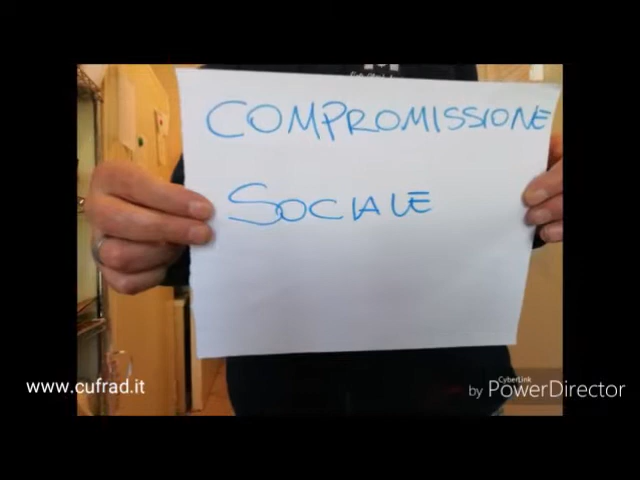 COMPROMISSIONE
SOCIALE
www.cufrad.it
CyberLink
by PowerDirector